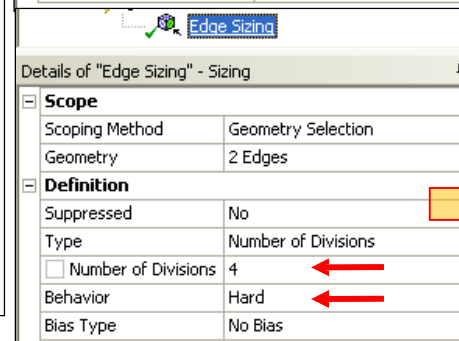 Edge Sizing
Details of "Edge Sizing" - Sizing
Scope
Scoping Method Geometry Selection
Geometry 2 Edges
Definition
Suppressed No
Type Number of Divisions
Number of Divisions 4
Behavior Hard
Bias Type No Bias